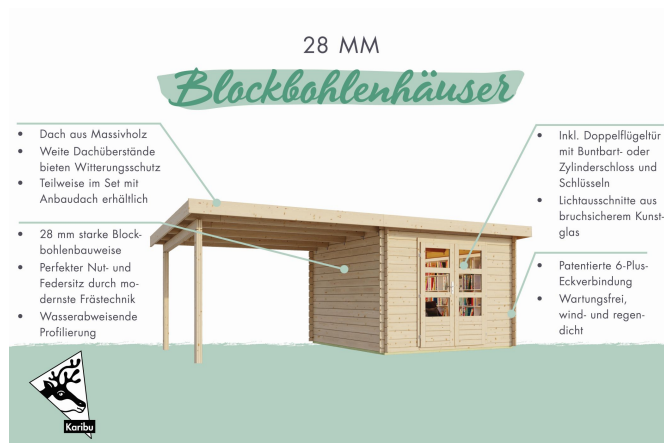 28 MM
Blockbohlenhäuser
• Dach aus Massivholz
• Weite Dachüberstände
bieten Witterungsschutz
• Teilweise im Set mit
Anbaudach erhältlich
• 28 mm starke Block-
bohlenbauweise
• Perfekter Nut- und
Federsitz durch mo-
dernste Frästechnik
• Wasserabweisende
Profilierung
• Inkl. Doppelflügeltür
mit Buntbart- oder
Zylinderschloss und
Schlüsseln
• Lichtausschnitte aus
bruchsicherem Kunst-
glas
• Patentierte 6-Plus-
Eckverbindung
• Wartungsfrei,
wind- und regen-
dicht
Karibu